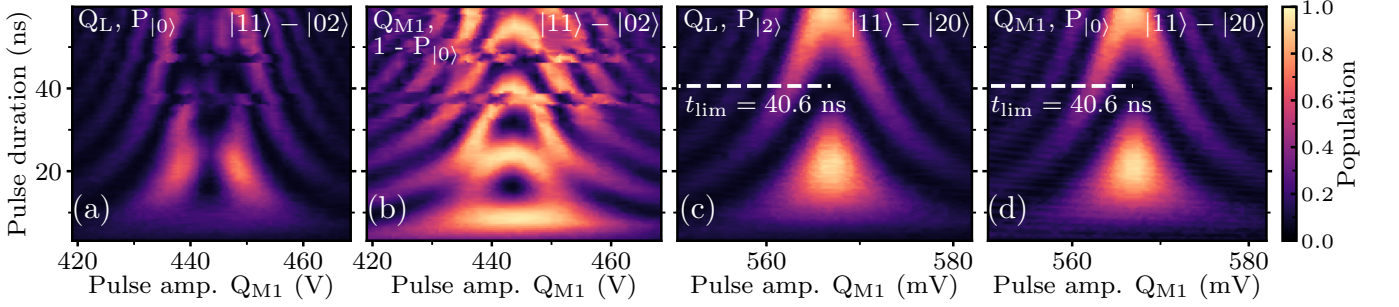 Q_L, P_|0⟩ |11⟩ − |02⟩
Q_M1, |11⟩ − |02⟩
1 - P_|0⟩
Q_L, P_|2⟩ |11⟩ − |20⟩
Q_M1, P_|0⟩ |11⟩ − |20⟩
t_lim = 40.6 ns
t_lim = 40.6 ns
(a)
(b)
(c)
(d)
Pulse duration (ns)
40
20
420 440 460
420 440 460
560 580
560 580
Pulse amp. Q_M1 (V)
Pulse amp. Q_M1 (V)
Pulse amp. Q_M1 (mV)
Pulse amp. Q_M1 (mV)
1.0
0.8
0.6
0.4
0.2
0.0
Population